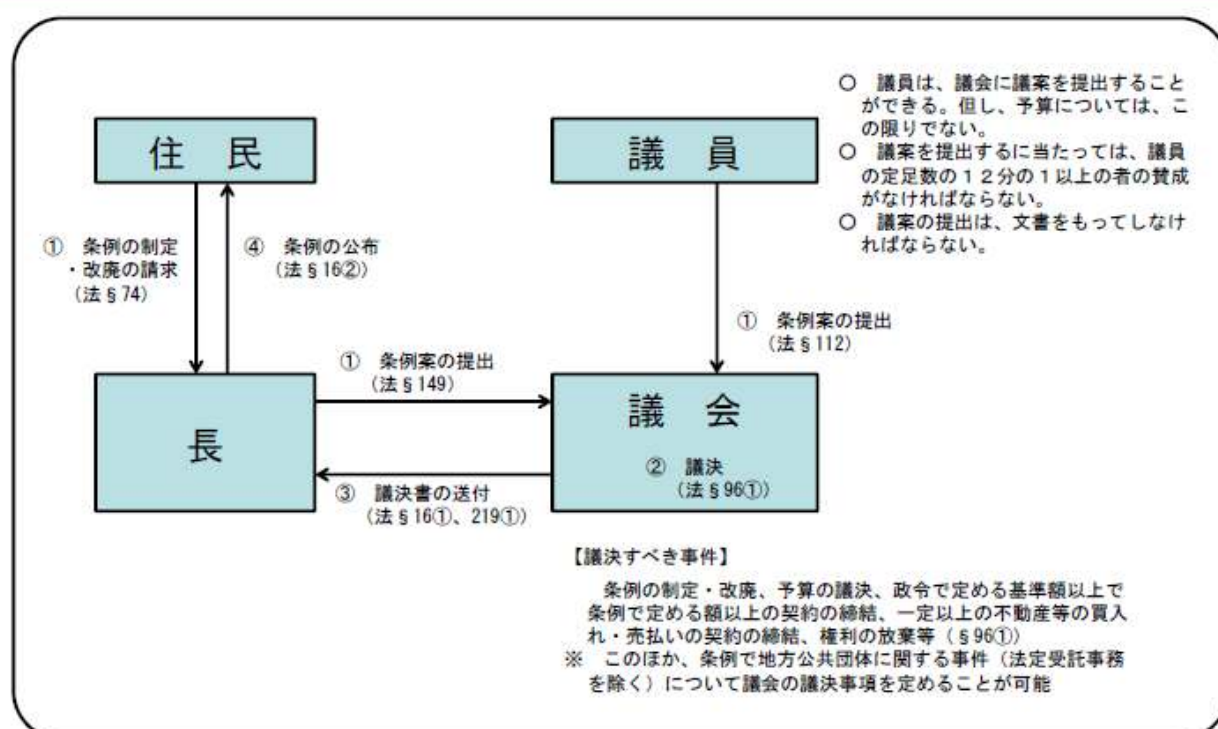 住　民
議　員
○　議員は、議会に議案を提出すること
ができる。但し、予算については、こ
の限りでない。
○　議案を提出するに当たっては、議員
の定足数の１２分の１以上の者の賛成
がなければならない。
○　議案の提出は、文書をもってしなけ
ればならない。
①　条例の制定
・改廃の請求
（法§74）
④　条例の公布
（法§16②）
①　条例案の提出
（法§112）
①　条例案の提出
（法§149）
長
議　会
②　議決
（法§96①）
③　議決書の送付
（法§16①、219①）
【議決すべき事件】
条例の制定・改廃、予算の議決、政令で定める基準額以上で
条例で定める額以上の契約の締結、一定以上の不動産等の買入
れ・売払いの契約の締結、権利の放棄等（§96①）
※　このほか、条例で地方公共団体に関する事件（法定受託事務
を除く）について議会の議決事項を定めることが可能